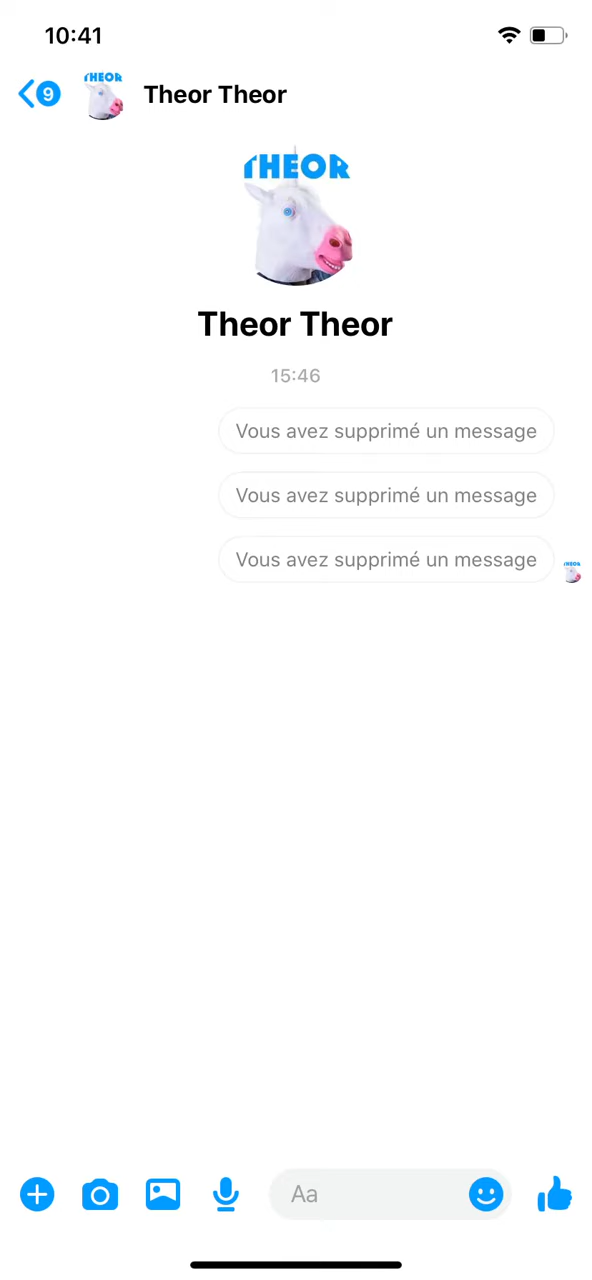 10:41
9
THEOR
Theor Theor
THEOR
Theor Theor
15:46
Vous avez supprimé un message
Vous avez supprimé un message
Vous avez supprimé un message
THEOR
Aa